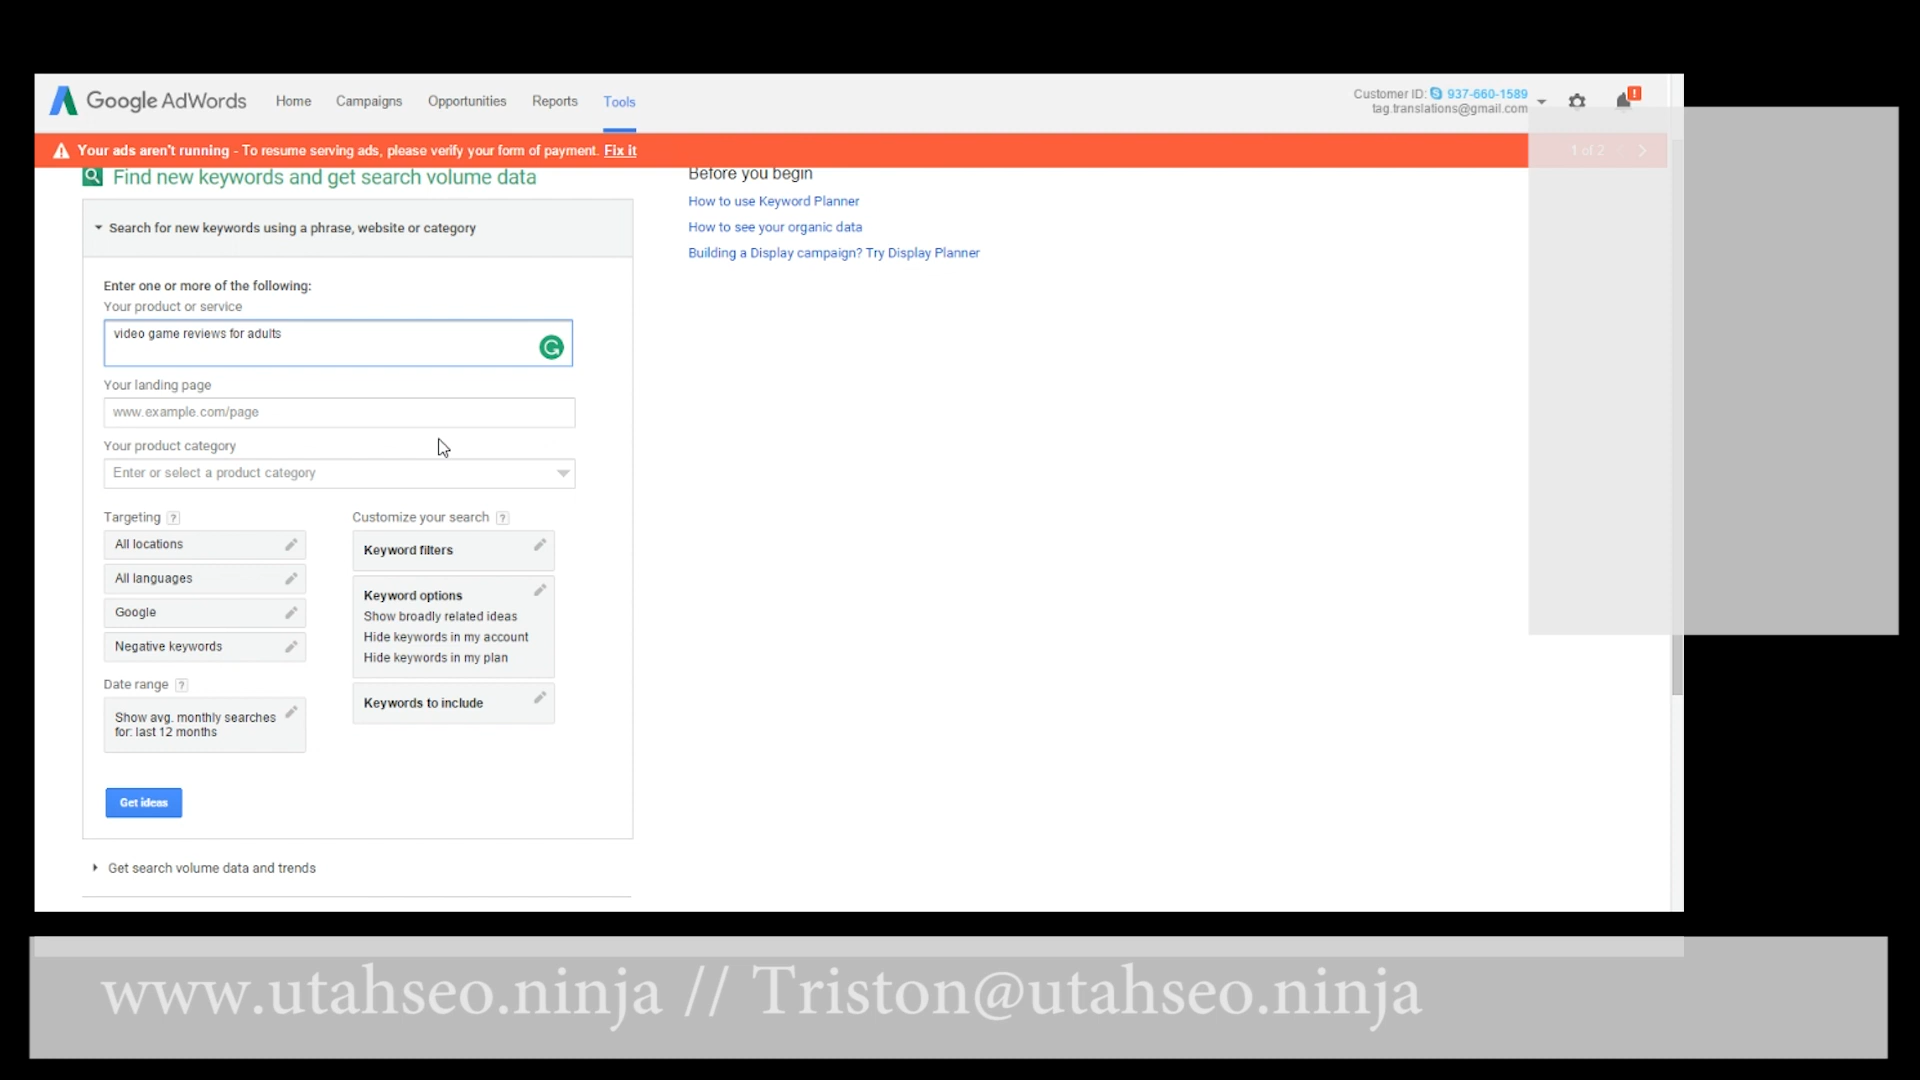 Google AdWords Home Campaigns Opportunities Reports Tools
Customer ID: 937-660-1589
tag.translations@gmail.com
!
Your ads aren't running - To resume serving ads, please verify your form of payment. Fix it
1 of 2
Find new keywords and get search volume data
Search for new keywords using a phrase, website or category
Enter one or more of the following:
Your product or service
video game reviews for adults
Your landing page
www.example.com/page
Your product category
Enter or select a product category
Targeting ?
All locations
All languages
Google
Negative keywords
Date range ?
Show avg. monthly searches
for: last 12 months
Customize your search ?
Keyword filters
Keyword options
Show broadly related ideas
Hide keywords in my account
Hide keywords in my plan
Keywords to include
Get ideas
Get search volume data and trends
Before you begin
How to use Keyword Planner
How to see your organic data
Building a Display campaign? Try Display Planner
www.utahseo.ninja // Triston@utahseo.ninja